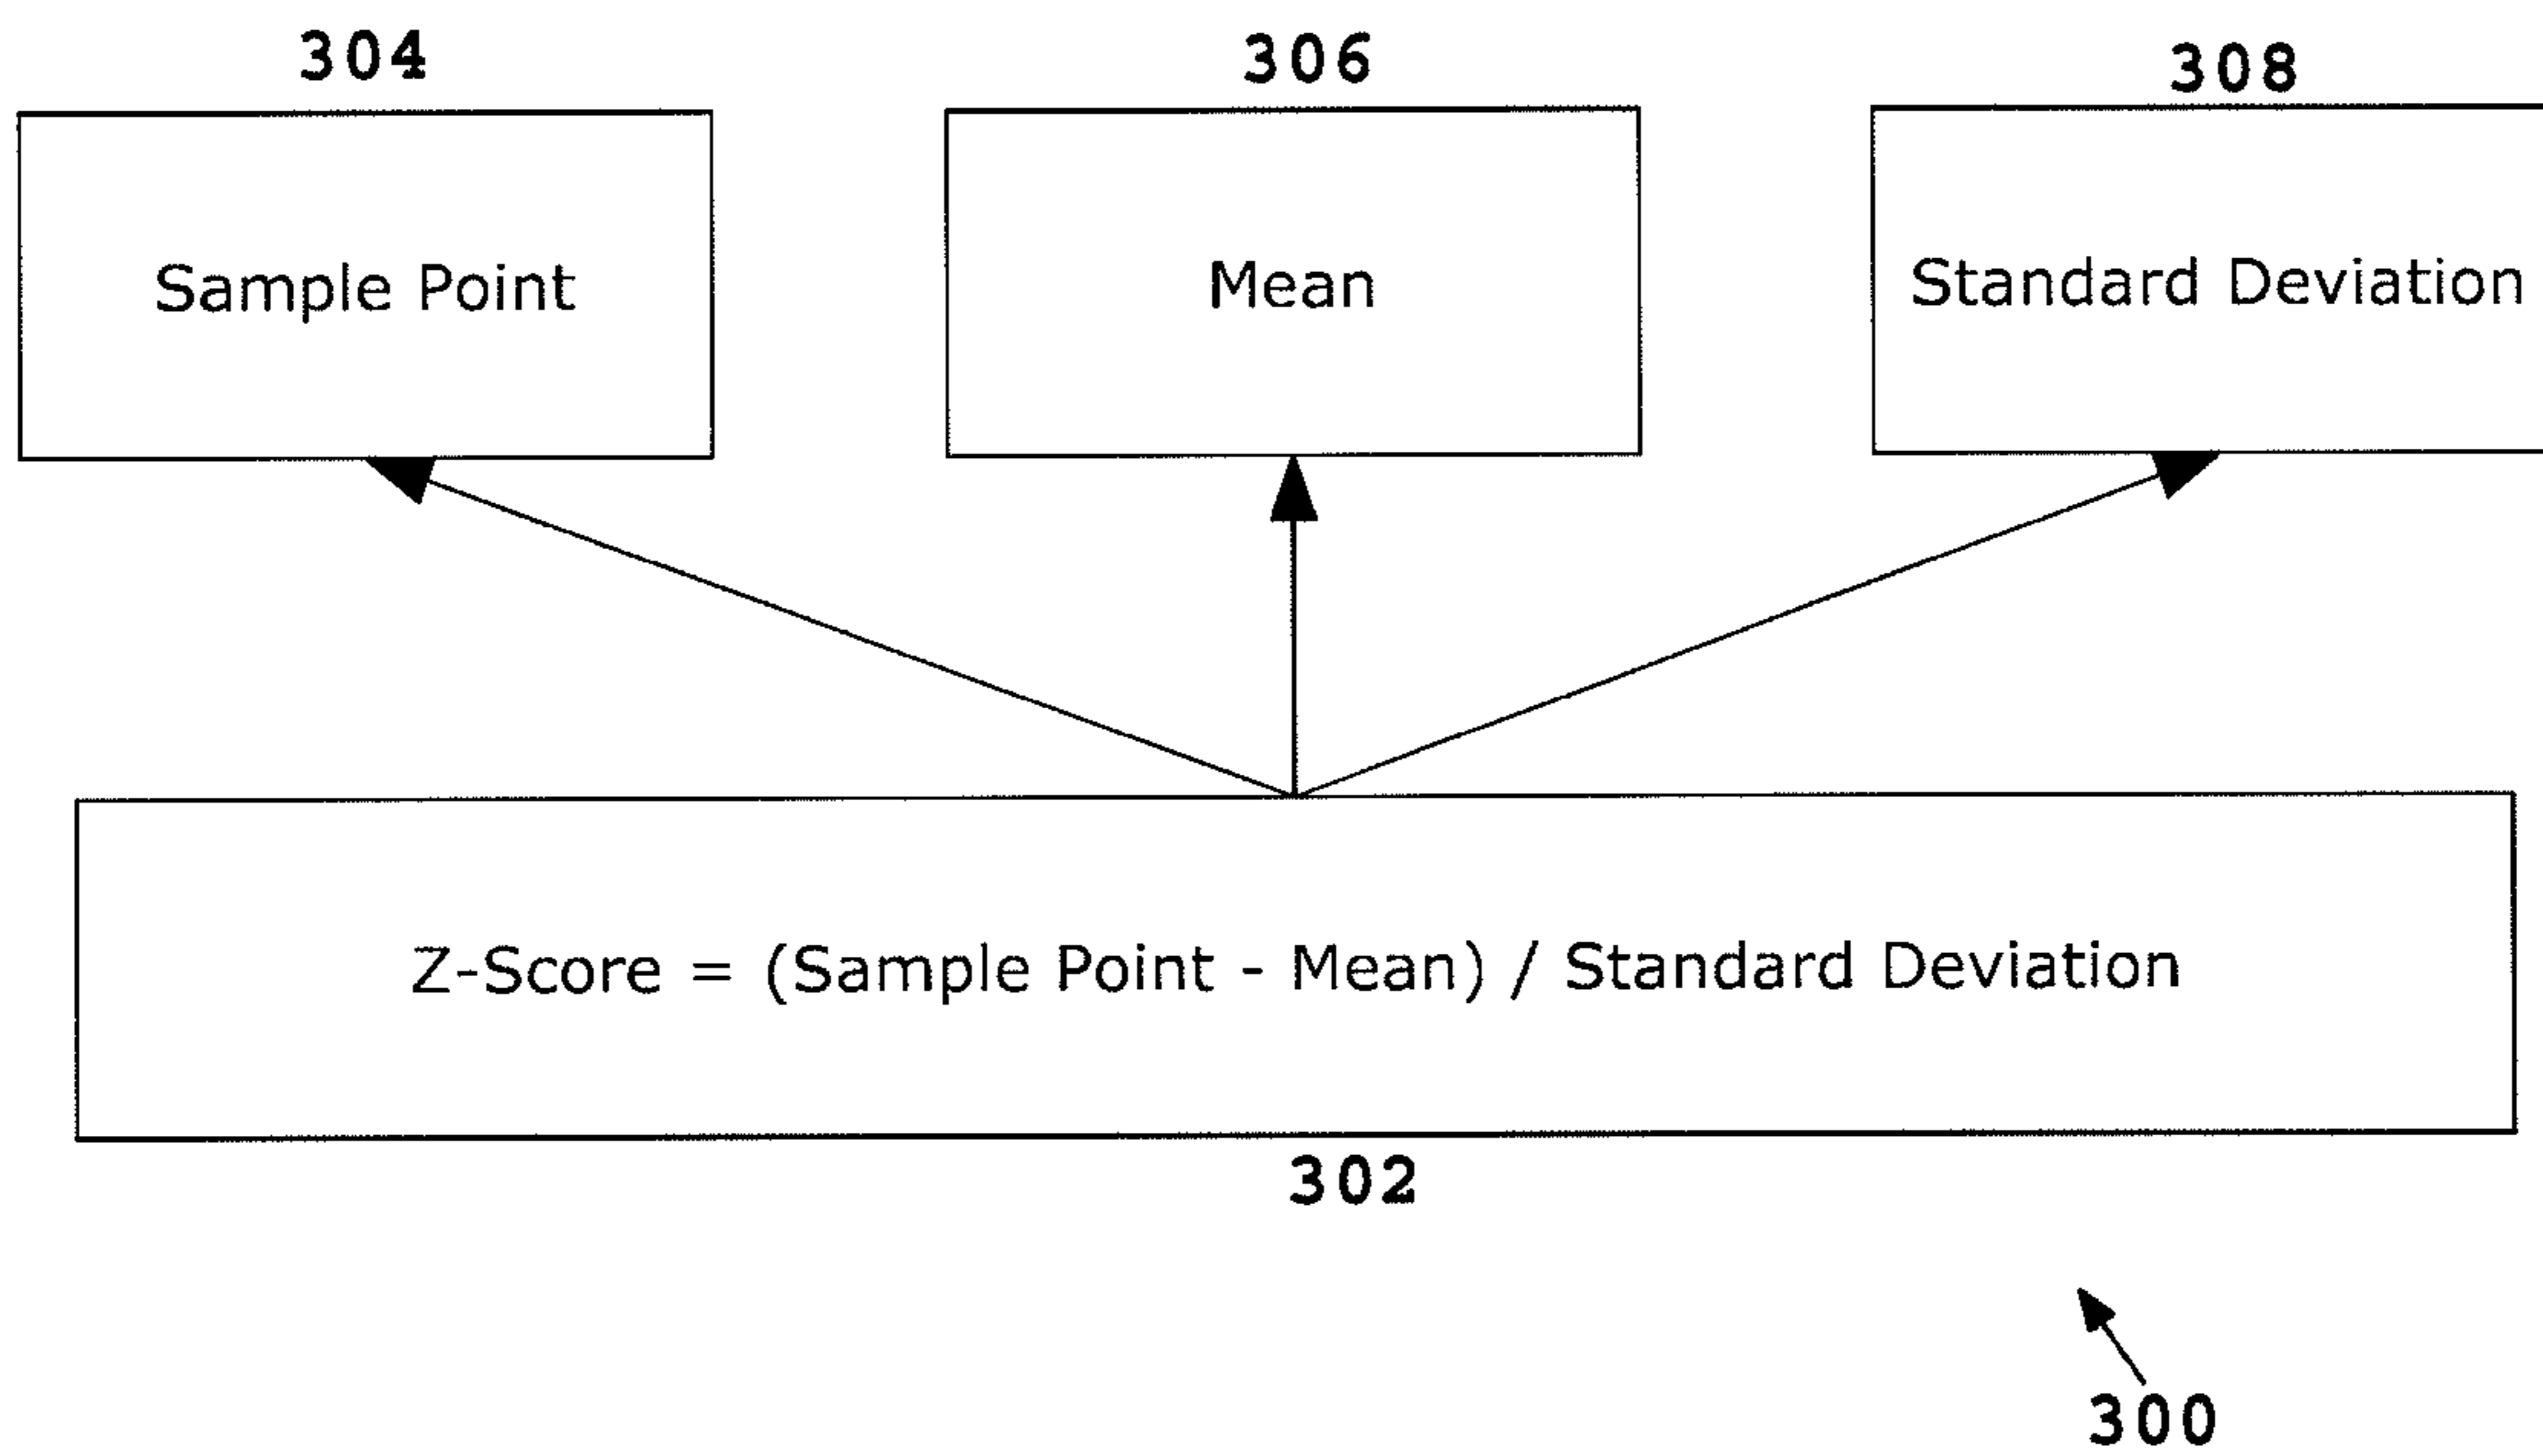 304
306
308
Sample Point
Mean
Standard Deviation
Z-Score = (Sample Point - Mean) / Standard Deviation
302
300